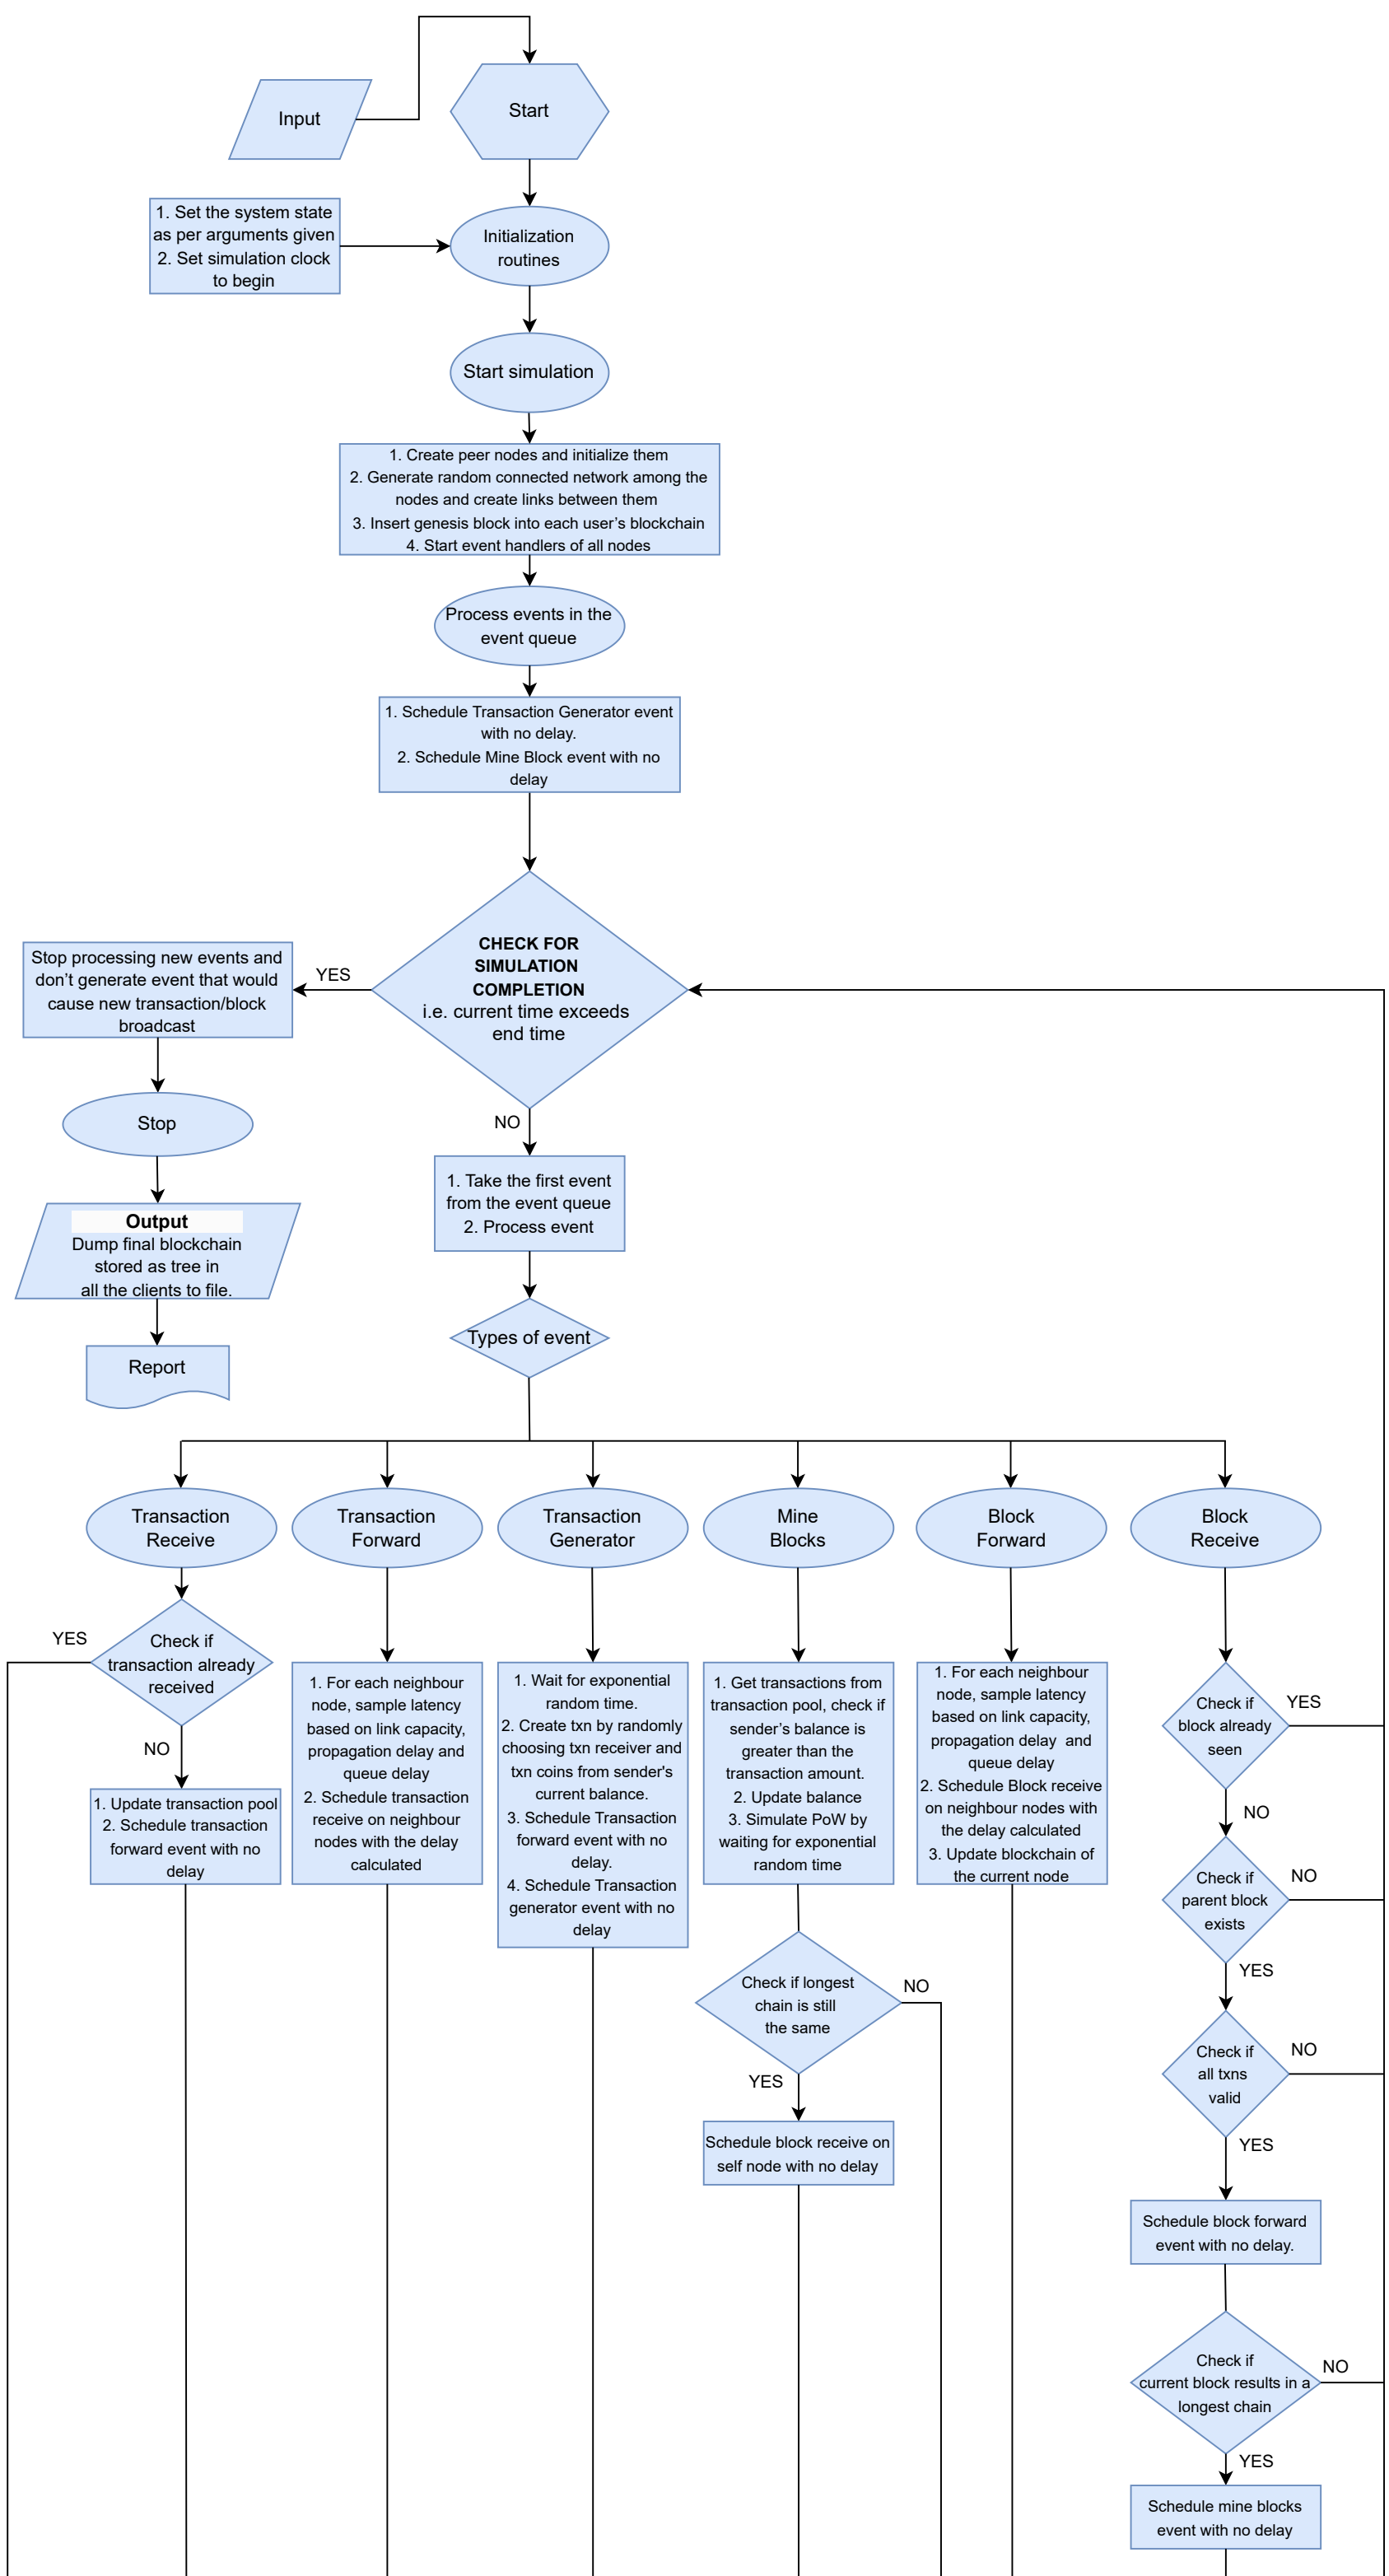 Input
Start
1. Set the system state
as per arguments given
2. Set simulation clock
to begin
Initialization
routines
Start simulation
1. Create peer nodes and initialize them
2. Generate random connected network among the
nodes and create links between them
3. Insert genesis block into each user’s blockchain
4. Start event handlers of all nodes
Process events in the
event queue
1. Schedule Transaction Generator event
with no delay.
2. Schedule Mine Block event with no
delay
CHECK FOR
SIMULATION
COMPLETION
i.e. current time exceeds
end time
YES
Stop processing new events and
don’t generate event that would
cause new transaction/block
broadcast
Stop
Output
Dump final blockchain
stored as tree in
all the clients to file.
Report
NO
1. Take the first event
from the event queue
2. Process event
Types of event
Transaction
Receive
Transaction
Forward
Transaction
Generator
Mine
Blocks
Block
Forward
Block
Receive
YES
Check if
transaction already
received
NO
1. Update transaction pool
2. Schedule transaction
forward event with no
delay
1. For each neighbour
node, sample latency
based on link capacity,
propagation delay and
queue delay
2. Schedule transaction
receive on neighbour
nodes with the delay
calculated
1. Wait for exponential
random time.
2. Create txn by randomly
choosing txn receiver and
txn coins from sender's
current balance.
3. Schedule Transaction
forward event with no
delay.
4. Schedule Transaction
generator event with no
delay
1. Get transactions from
transaction pool, check if
sender’s balance is
greater than the
transaction amount.
2. Update balance
3. Simulate PoW by
waiting for exponential
random time
Check if longest
chain is still
the same
NO
YES
Schedule block receive on
self node with no delay
1. For each neighbour
node, sample latency
based on link capacity,
propagation delay  and
queue delay
2. Schedule Block receive
on neighbour nodes with
the delay calculated
3. Update blockchain of
the current node
Check if
block already
seen
YES
NO
Check if
parent block
exists
NO
YES
Check if
all txns
valid
NO
YES
Schedule block forward
event with no delay.
Check if
current block results in a
longest chain
NO
YES
Schedule mine blocks
event with no delay